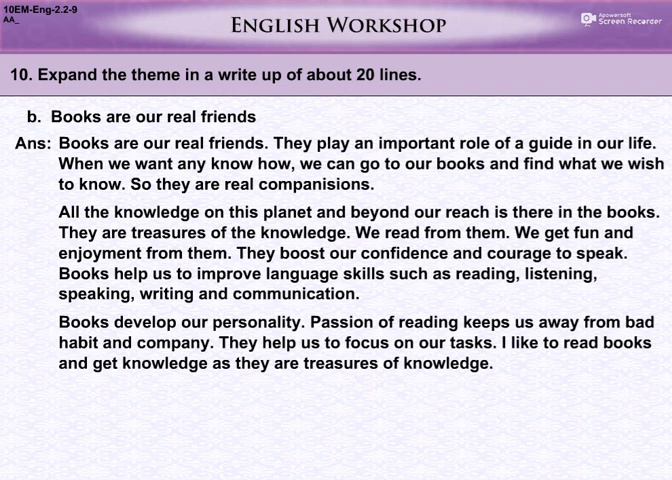 10EM-Eng-2.2-9
AA_
ENGLISH WORKSHOP
Apowersoft
Screen Recorder
10. Expand the theme in a write up of about 20 lines.
b. Books are our real friends
Ans: Books are our real friends. They play an important role of a guide in our life.
When we want any know how, we can go to our books and find what we wish
to know. So they are real companisions.
All the knowledge on this planet and beyond our reach is there in the books.
They are treasures of the knowledge. We read from them. We get fun and
enjoyment from them. They boost our confidence and courage to speak.
Books help us to improve language skills such as reading, listening,
speaking, writing and communication.
Books develop our personality. Passion of reading keeps us away from bad
habit and company. They help us to focus on our tasks. I like to read books
and get knowledge as they are treasures of knowledge.